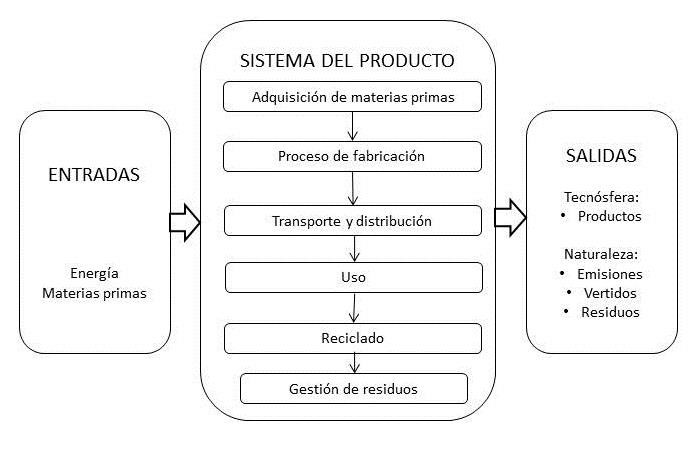 ENTRADAS
Energía
Materias primas
SISTEMA DEL PRODUCTO
Adquisición de materias primas
Proceso de fabricación
Transporte y distribución
Uso
Reciclado
Gestión de residuos
SALIDAS
Tecnósfera:
• Productos
Naturaleza:
• Emisiones
• Vertidos
• Residuos